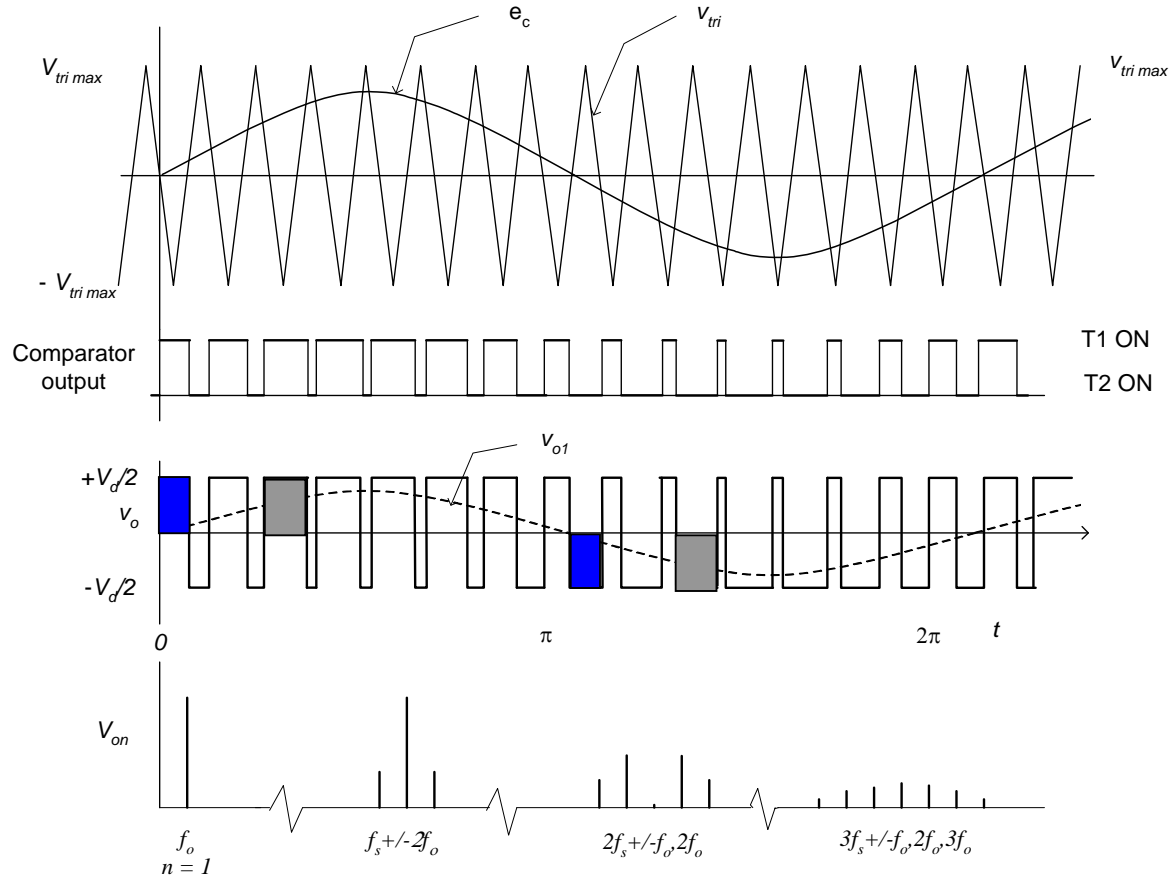 e_c
v_tri
V_tri max
v_tri max
- V_tri max
Comparator
output
T1 ON
T2 ON
v_o1
+V_d/2
v_o
-V_d/2
0
π
2π
t
V_on
f_o
f_s+/-2f_o
2f_s+/-f_o,2f_o
3f_s+/-f_o,2f_o,3f_o
n = 1